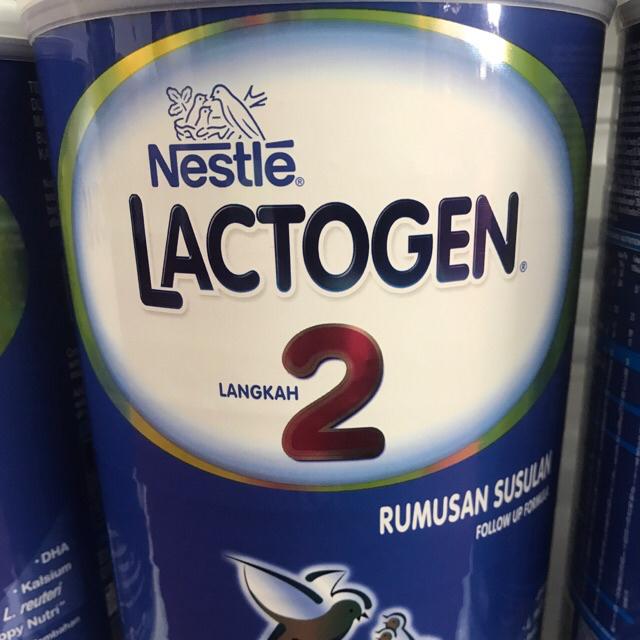 Nestlé®
LACTOGEN®
LANGKAH 2
RUMUSAN SUSULAN
FOLLOW UP FORMULA
• DHA
• Kalsium
L. reuteri